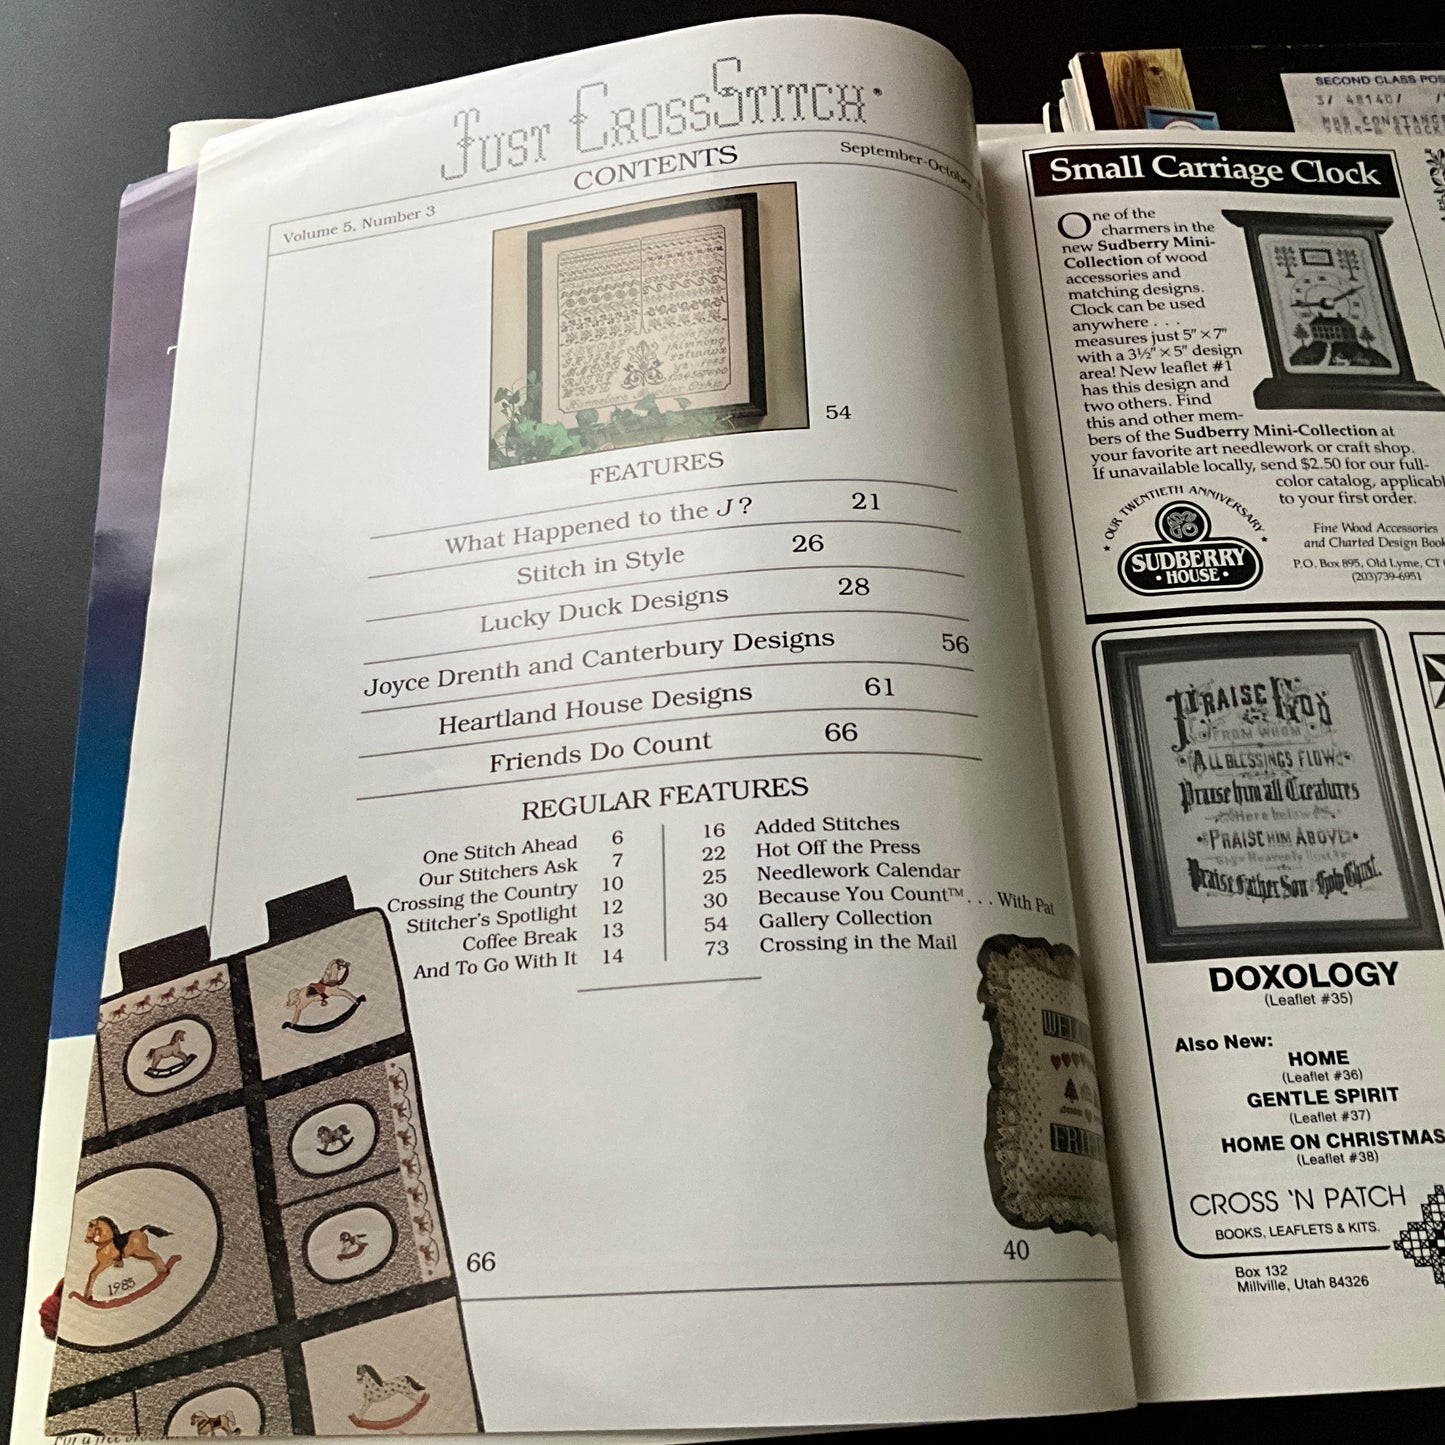 Just CrossStitch®
CONTENTS
September-October
Volume 5, Number 3
54
FEATURES
What Happened to the J? 21
Stitch in Style 26
Lucky Duck Designs 28
Joyce Drenth and Canterbury Designs 56
Heartland House Designs 61
Friends Do Count 66
REGULAR FEATURES
One Stitch Ahead 6
Our Stitchers Ask 7
Crossing the Country 10
Stitcher's Spotlight 12
Coffee Break 13
And To Go With It 14
16 Added Stitches
22 Hot Off the Press
25 Needlework Calendar
30 Because You Count™ . . . With Pat
54 Gallery Collection
73 Crossing in the Mail
1985
66
40
SECOND CLASS POS
Small Carriage Clock
One of the
charmers in the
new Sudberry Mini-
Collection of wood
accessories and
matching designs.
Clock can be used
anywhere . . .
measures just 5" × 7"
with a 3½" × 5" design
area! New leaflet #1
has this design and
two others. Find
this and other mem-
bers of the Sudberry Mini-Collection at
your favorite art needlework or craft shop.
If unavailable locally, send $2.50 for our full-
color catalog, applicabl
to your first order.
OUR TWENTIETH ANNIVERSARY
SUDBERRY
HOUSE
Fine Wood Accessories
and Charted Design Book
P.O. Box 895, Old Lyme, CT
(203)739-6951
PRAISE GOD
FROM WHOM
ALL BLESSINGS FLOW
Praise him all Creatures
Here below
PRAISE HIM ABOVE
Praise Father Son Holy Ghost.
DOXOLOGY
(Leaflet #35)
Also New:
HOME
(Leaflet #36)
GENTLE SPIRIT
(Leaflet #37)
HOME ON CHRISTMAS
(Leaflet #38)
CROSS 'N PATCH
BOOKS, LEAFLETS & KITS.
Box 132
Millville, Utah 84326